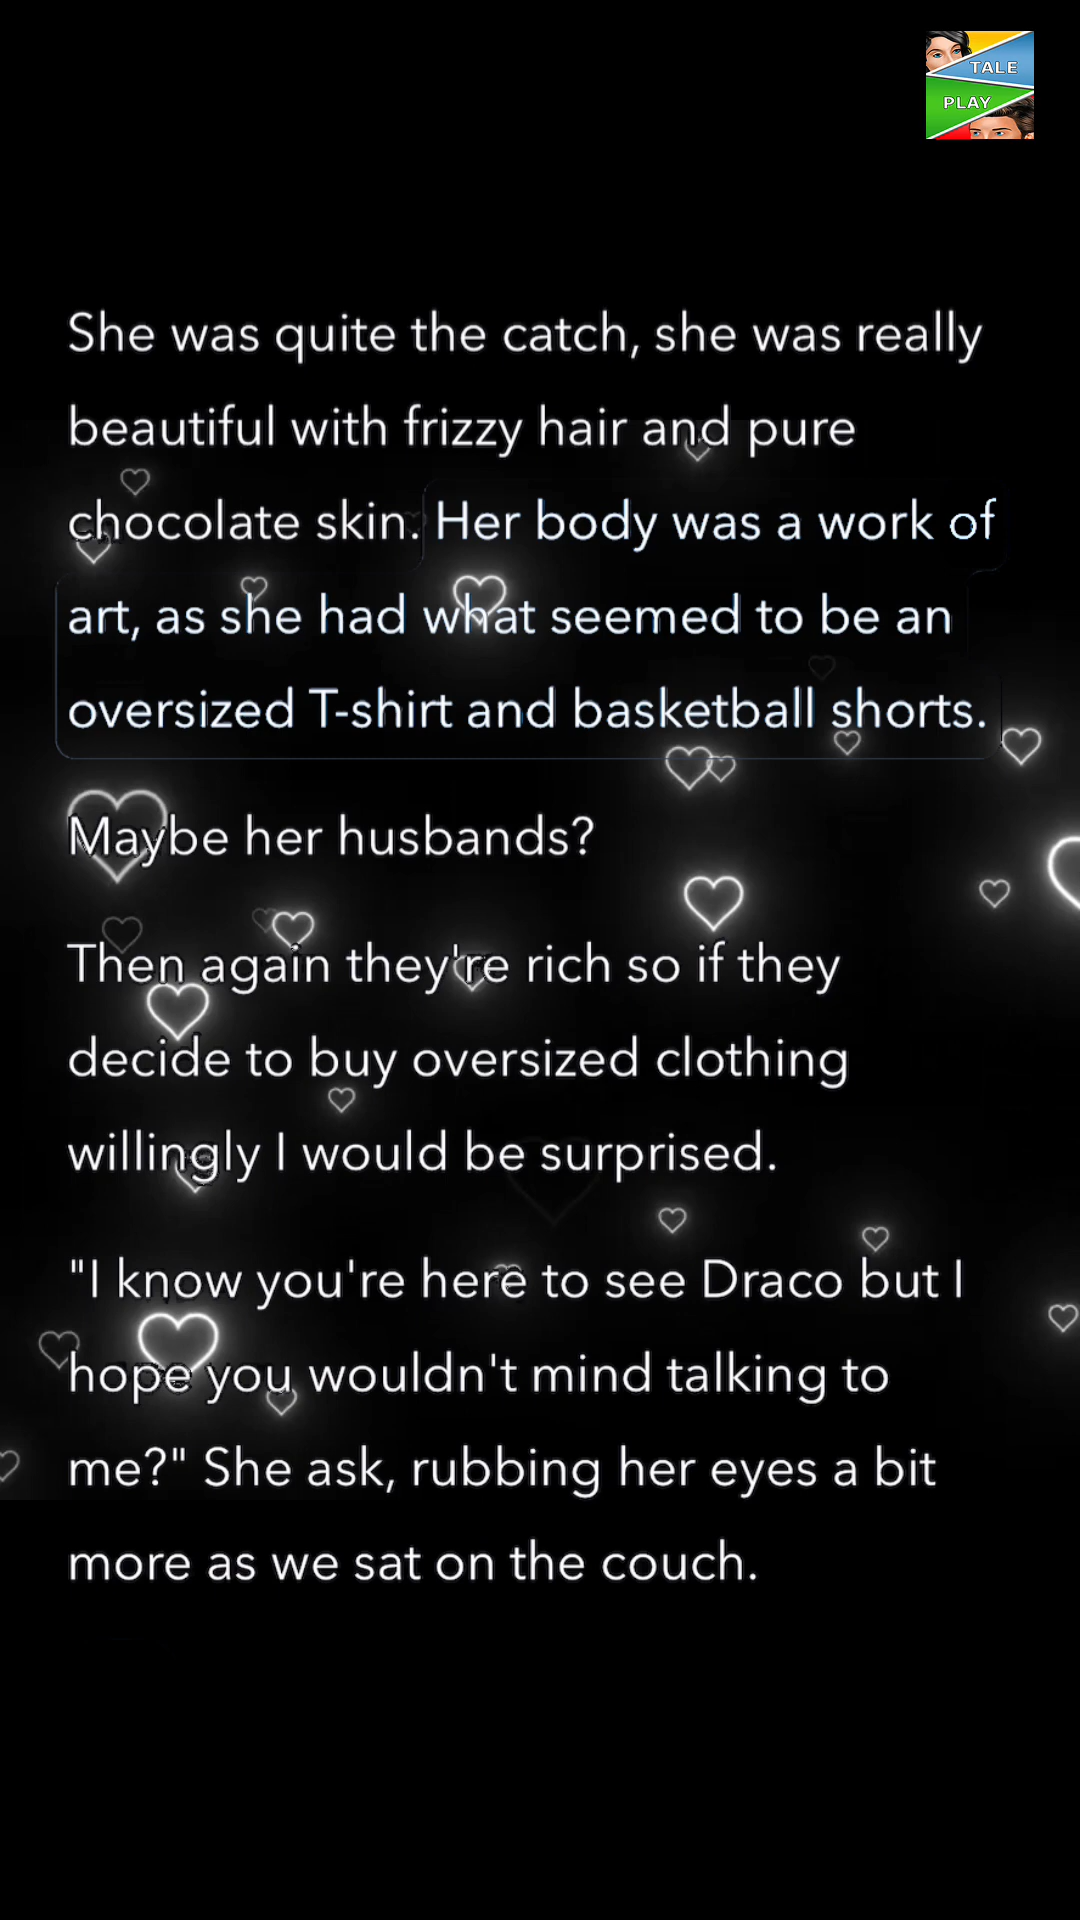 TALE
PLAY
She was quite the catch, she was really
beautiful with frizzy hair and pure
chocolate skin. Her body was a work of
art, as she had what seemed to be an
oversized T-shirt and basketball shorts.
Maybe her husbands?
Then again they're rich so if they
decide to buy oversized clothing
willingly I would be surprised.
"I know you're here to see Draco but I
hope you wouldn't mind talking to
me?" She ask, rubbing her eyes a bit
more as we sat on the couch.